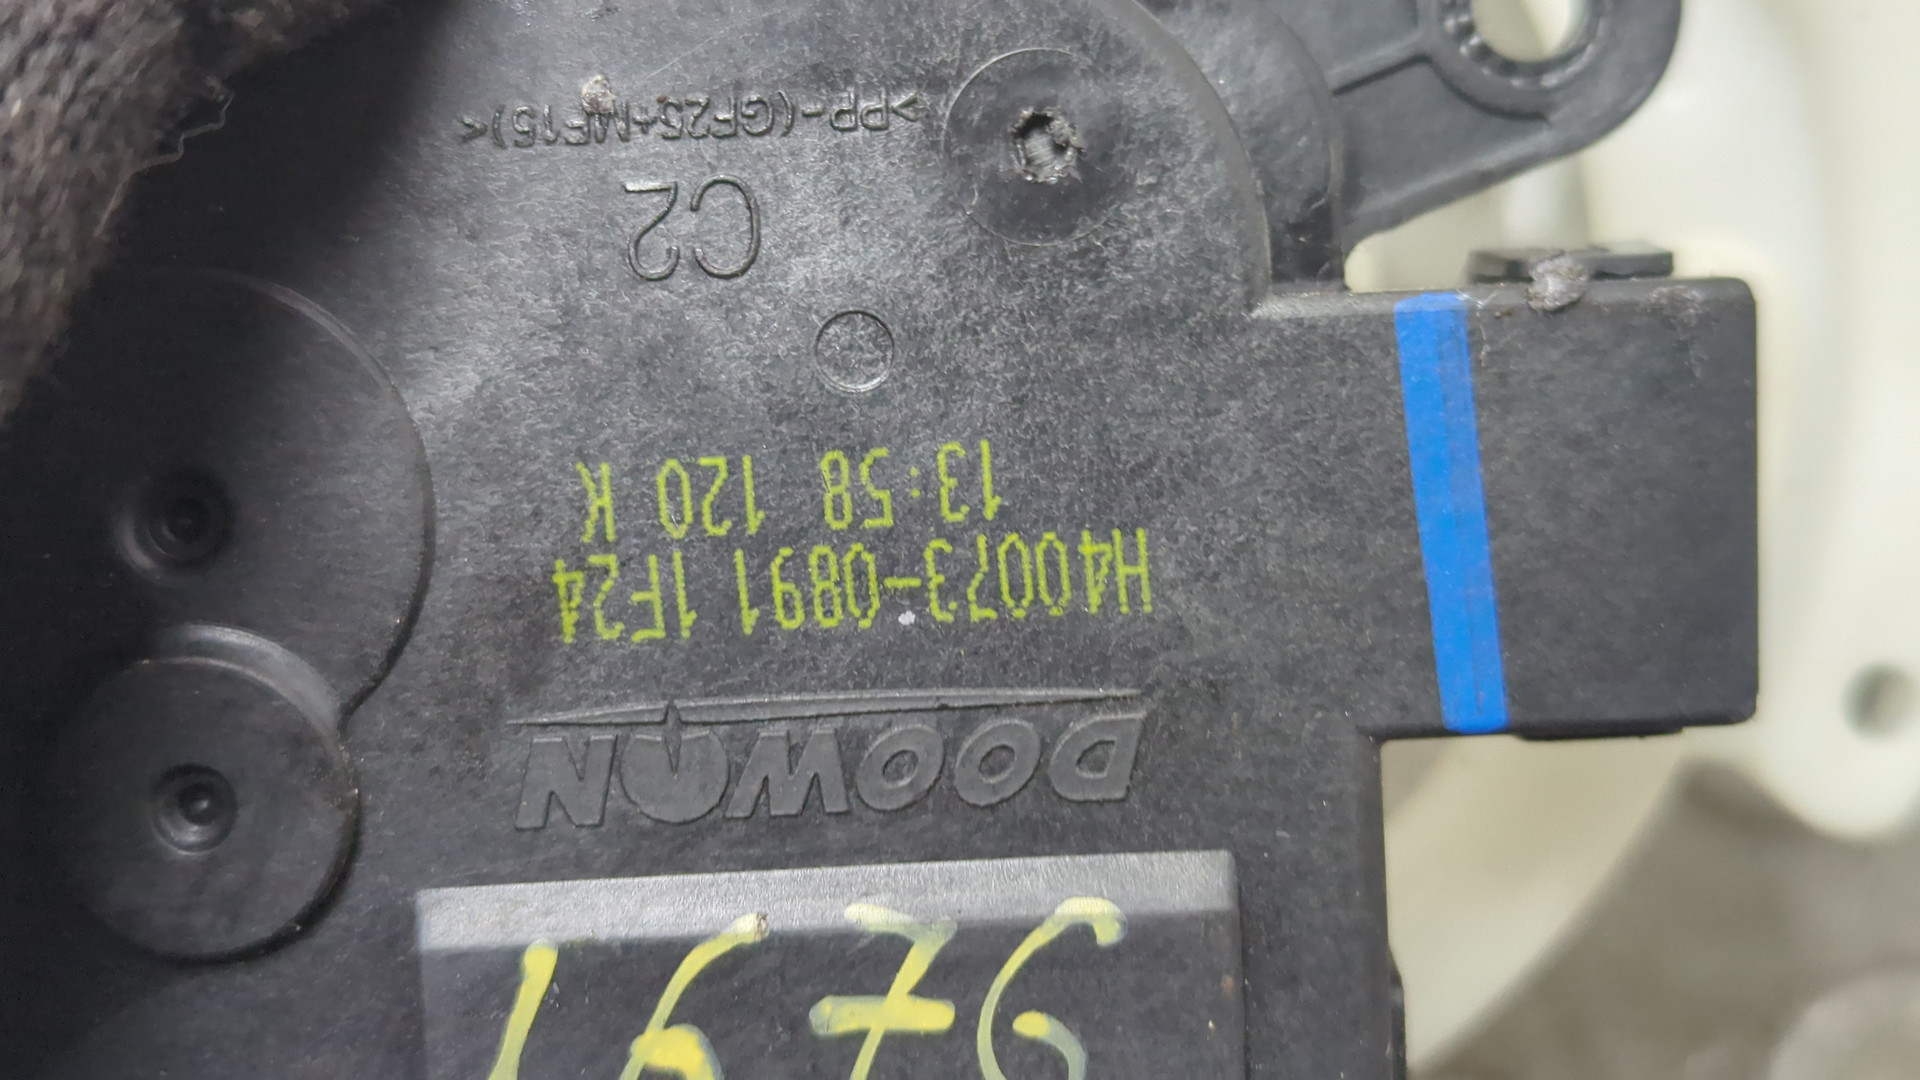 DOOWON
H40073-0891 1F24
13:58 120 K
C2
>PP-(GF25+MF15)<
1676